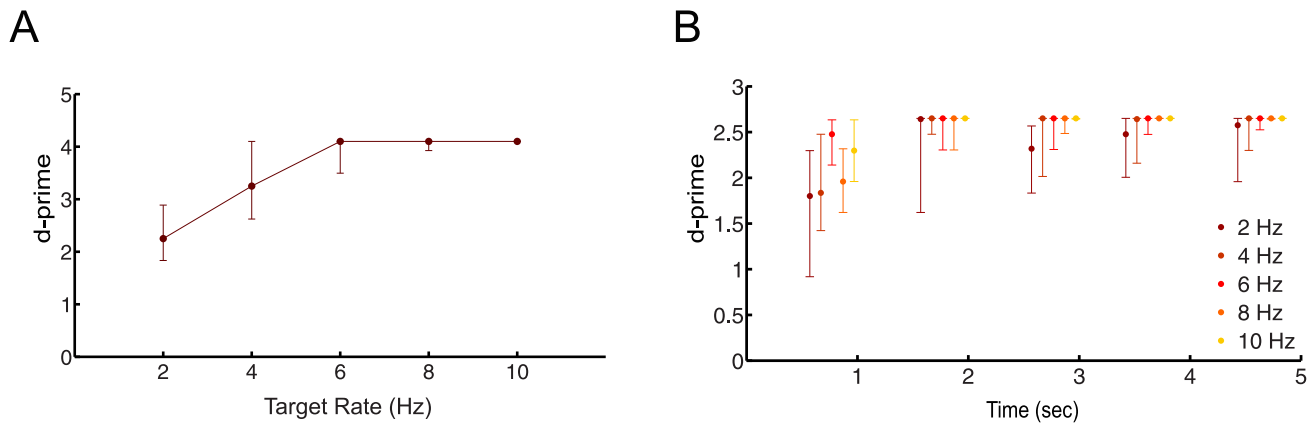 A
B
5
4
3
2
1
0
d-prime
2 4 6 8 10
Target Rate (Hz)
3
2.5
2
1.5
1
0.5
0
d-prime
1 2 3 4 5
Time (sec)
2 Hz
4 Hz
6 Hz
8 Hz
10 Hz